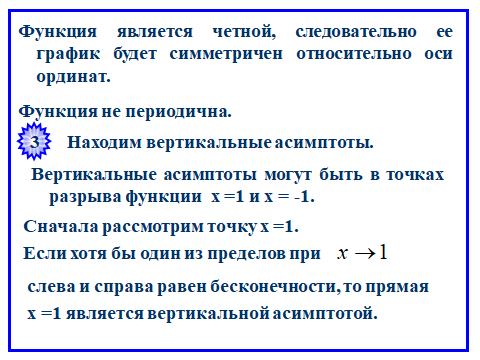 Функция является четной, следовательно ее
график будет симметричен относительно оси
ординат.
Функция не периодична.
3 Находим вертикальные асимптоты.
Вертикальные асимптоты могут быть в точках
разрыва функции х =1 и х = -1.
Сначала рассмотрим точку х =1.
Если хотя бы один из пределов при x → 1
слева и справа равен бесконечности, то прямая
х =1 является вертикальной асимптотой.